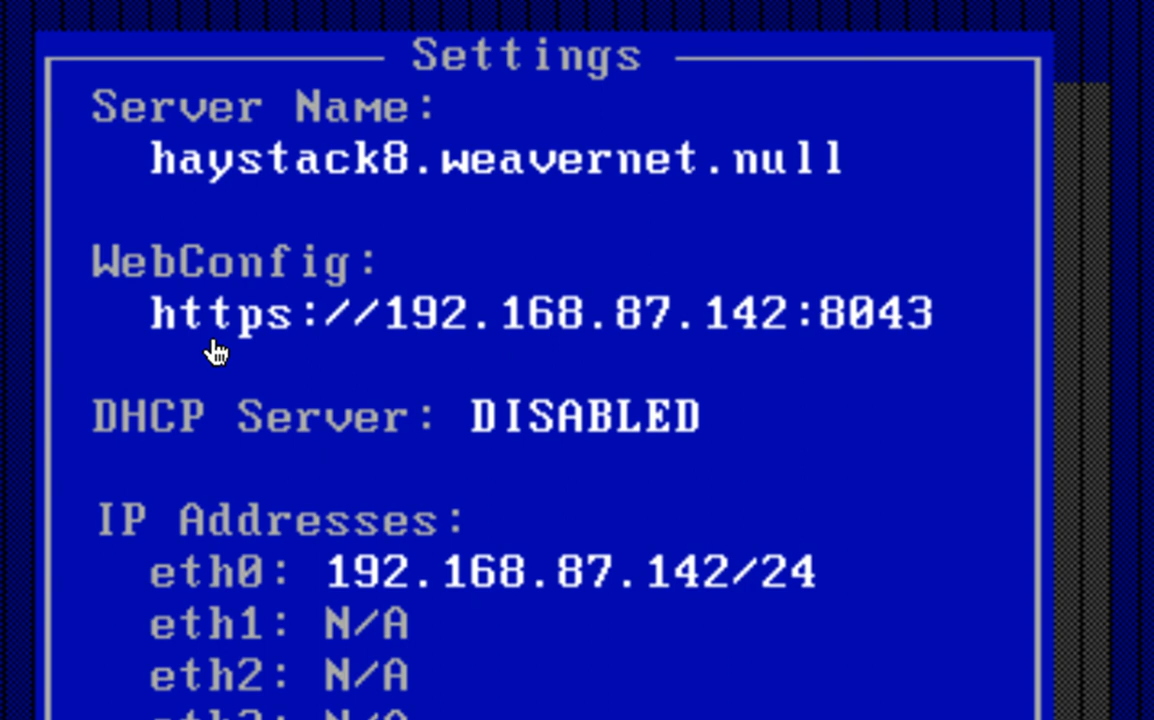 Settings
Server Name:
haystack8.weavernet.null
WebConfig:
https://192.168.87.142:8043
DHCP Server: DISABLED
IP Addresses:
eth0: 192.168.87.142/24
eth1: N/A
eth2: N/A
N/A